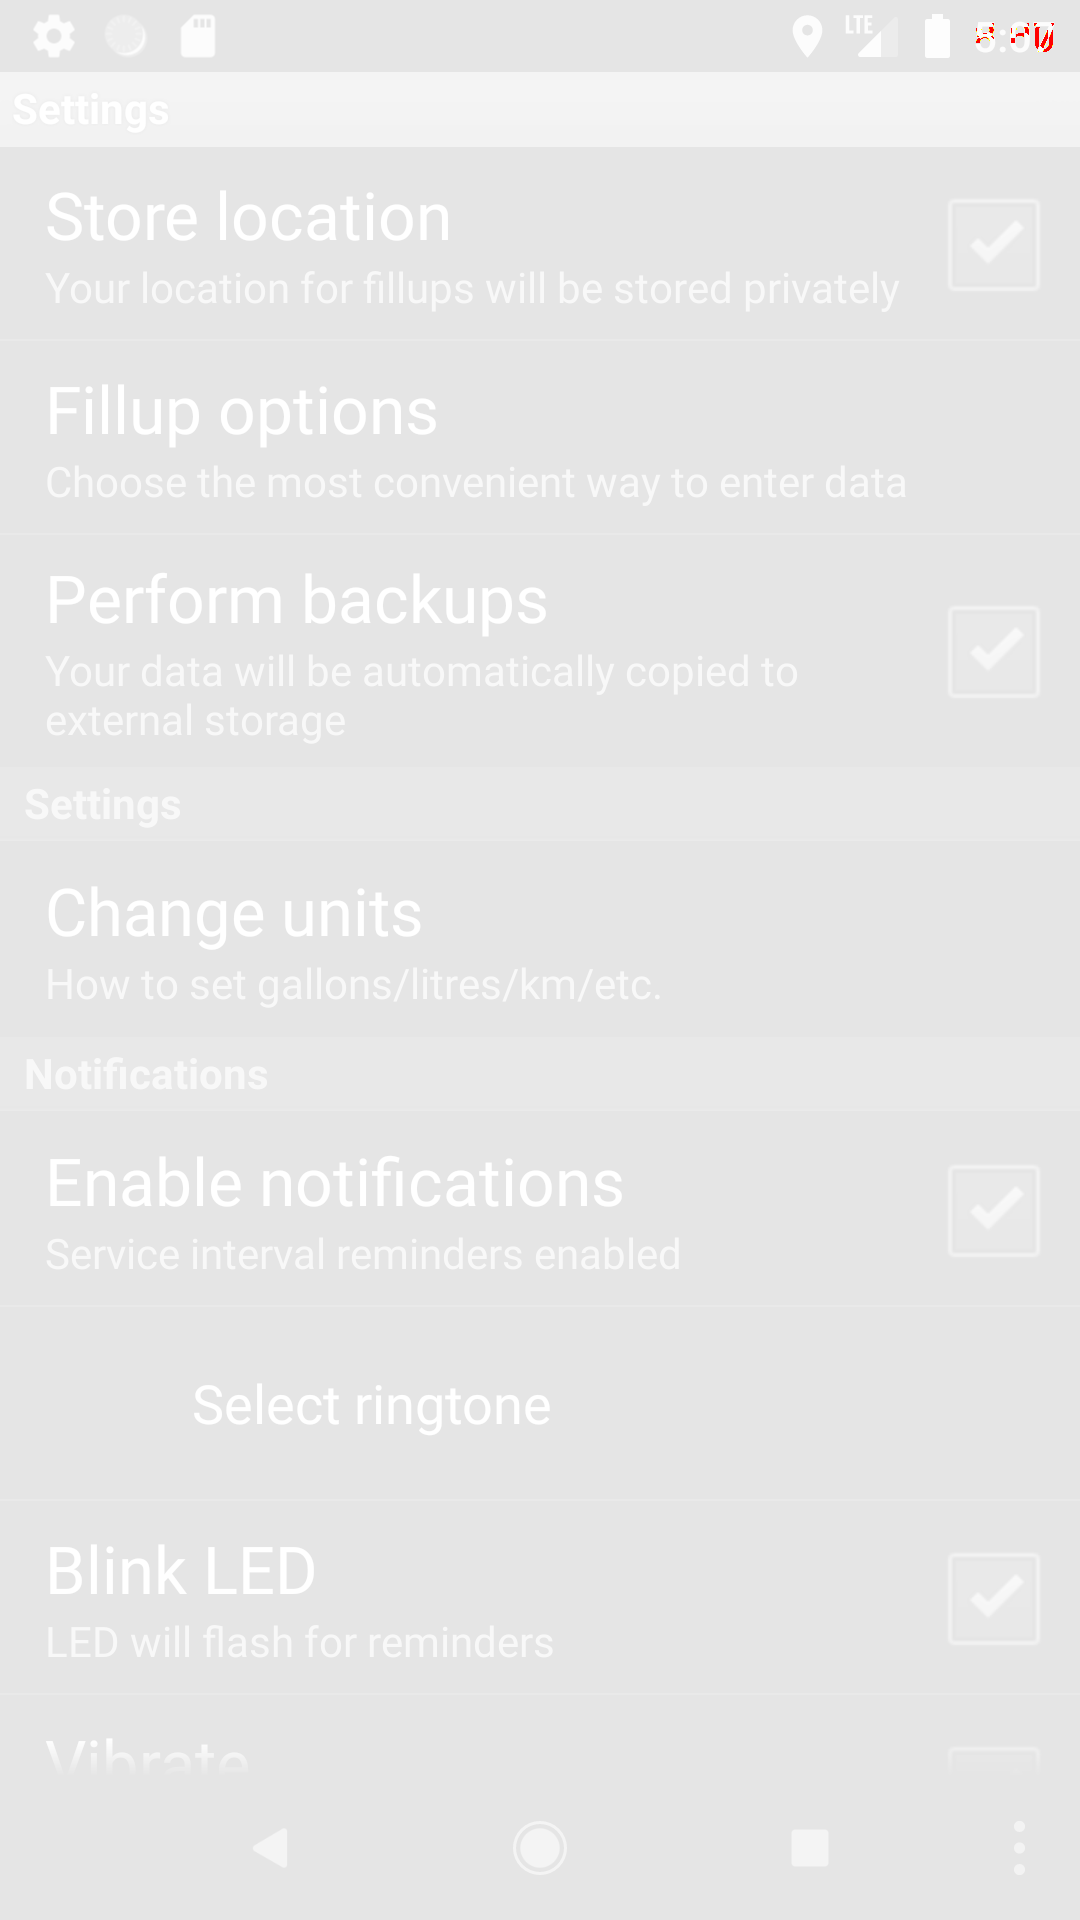 LTE
Settings
Store location
Your location for fillups will be stored privately
Fillup options
Choose the most convenient way to enter data
Perform backups
Your data will be automatically copied to
external storage
Settings
Change units
How to set gallons/litres/km/etc.
Notifications
Enable notifications
Service interval reminders enabled
Select ringtone
Blink LED
LED will flash for reminders
Vibrate